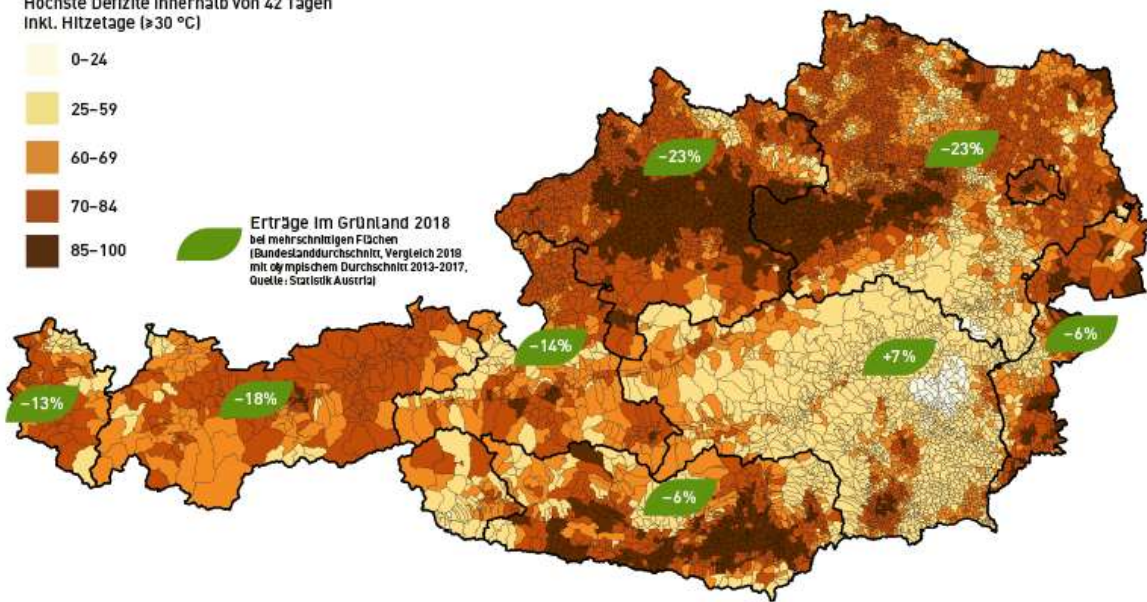 Höchste Defizite innerhalb von 42 Tagen
inkl. Hitzetage (≥30 °C)
0–24
25–59
60–69
70–84
85–100
Erträge im Grünland 2018
bei mehrschnittigen Flächen
(Bundeslanddurchschnitt, Vergleich 2018
mit olympischem Durchschnitt 2013-2017,
Quelle: Statistik Austria)
–23%
–23%
–14%
+7%
–6%
–13%
–18%
–6%